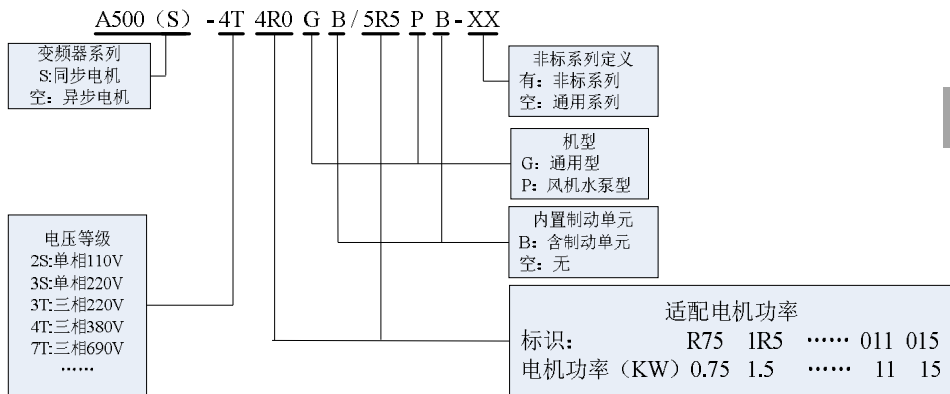 A500（S）-4T 4R0 G B/5R5 P B-XX
变频器系列
S:同步电机
空：异步电机
非标系列定义
有：非标系列
空：通用系列
机型
G：通用型
P：风机水泵型
内置制动单元
B：含制动单元
空：无
电压等级
2S:单相110V
3S:单相220V
3T:三相220V
4T:三相380V
7T:三相690V
……
适配电机功率
标识： R75 1R5 …… 011 015
电机功率（KW）0.75 1.5 …… 11 15